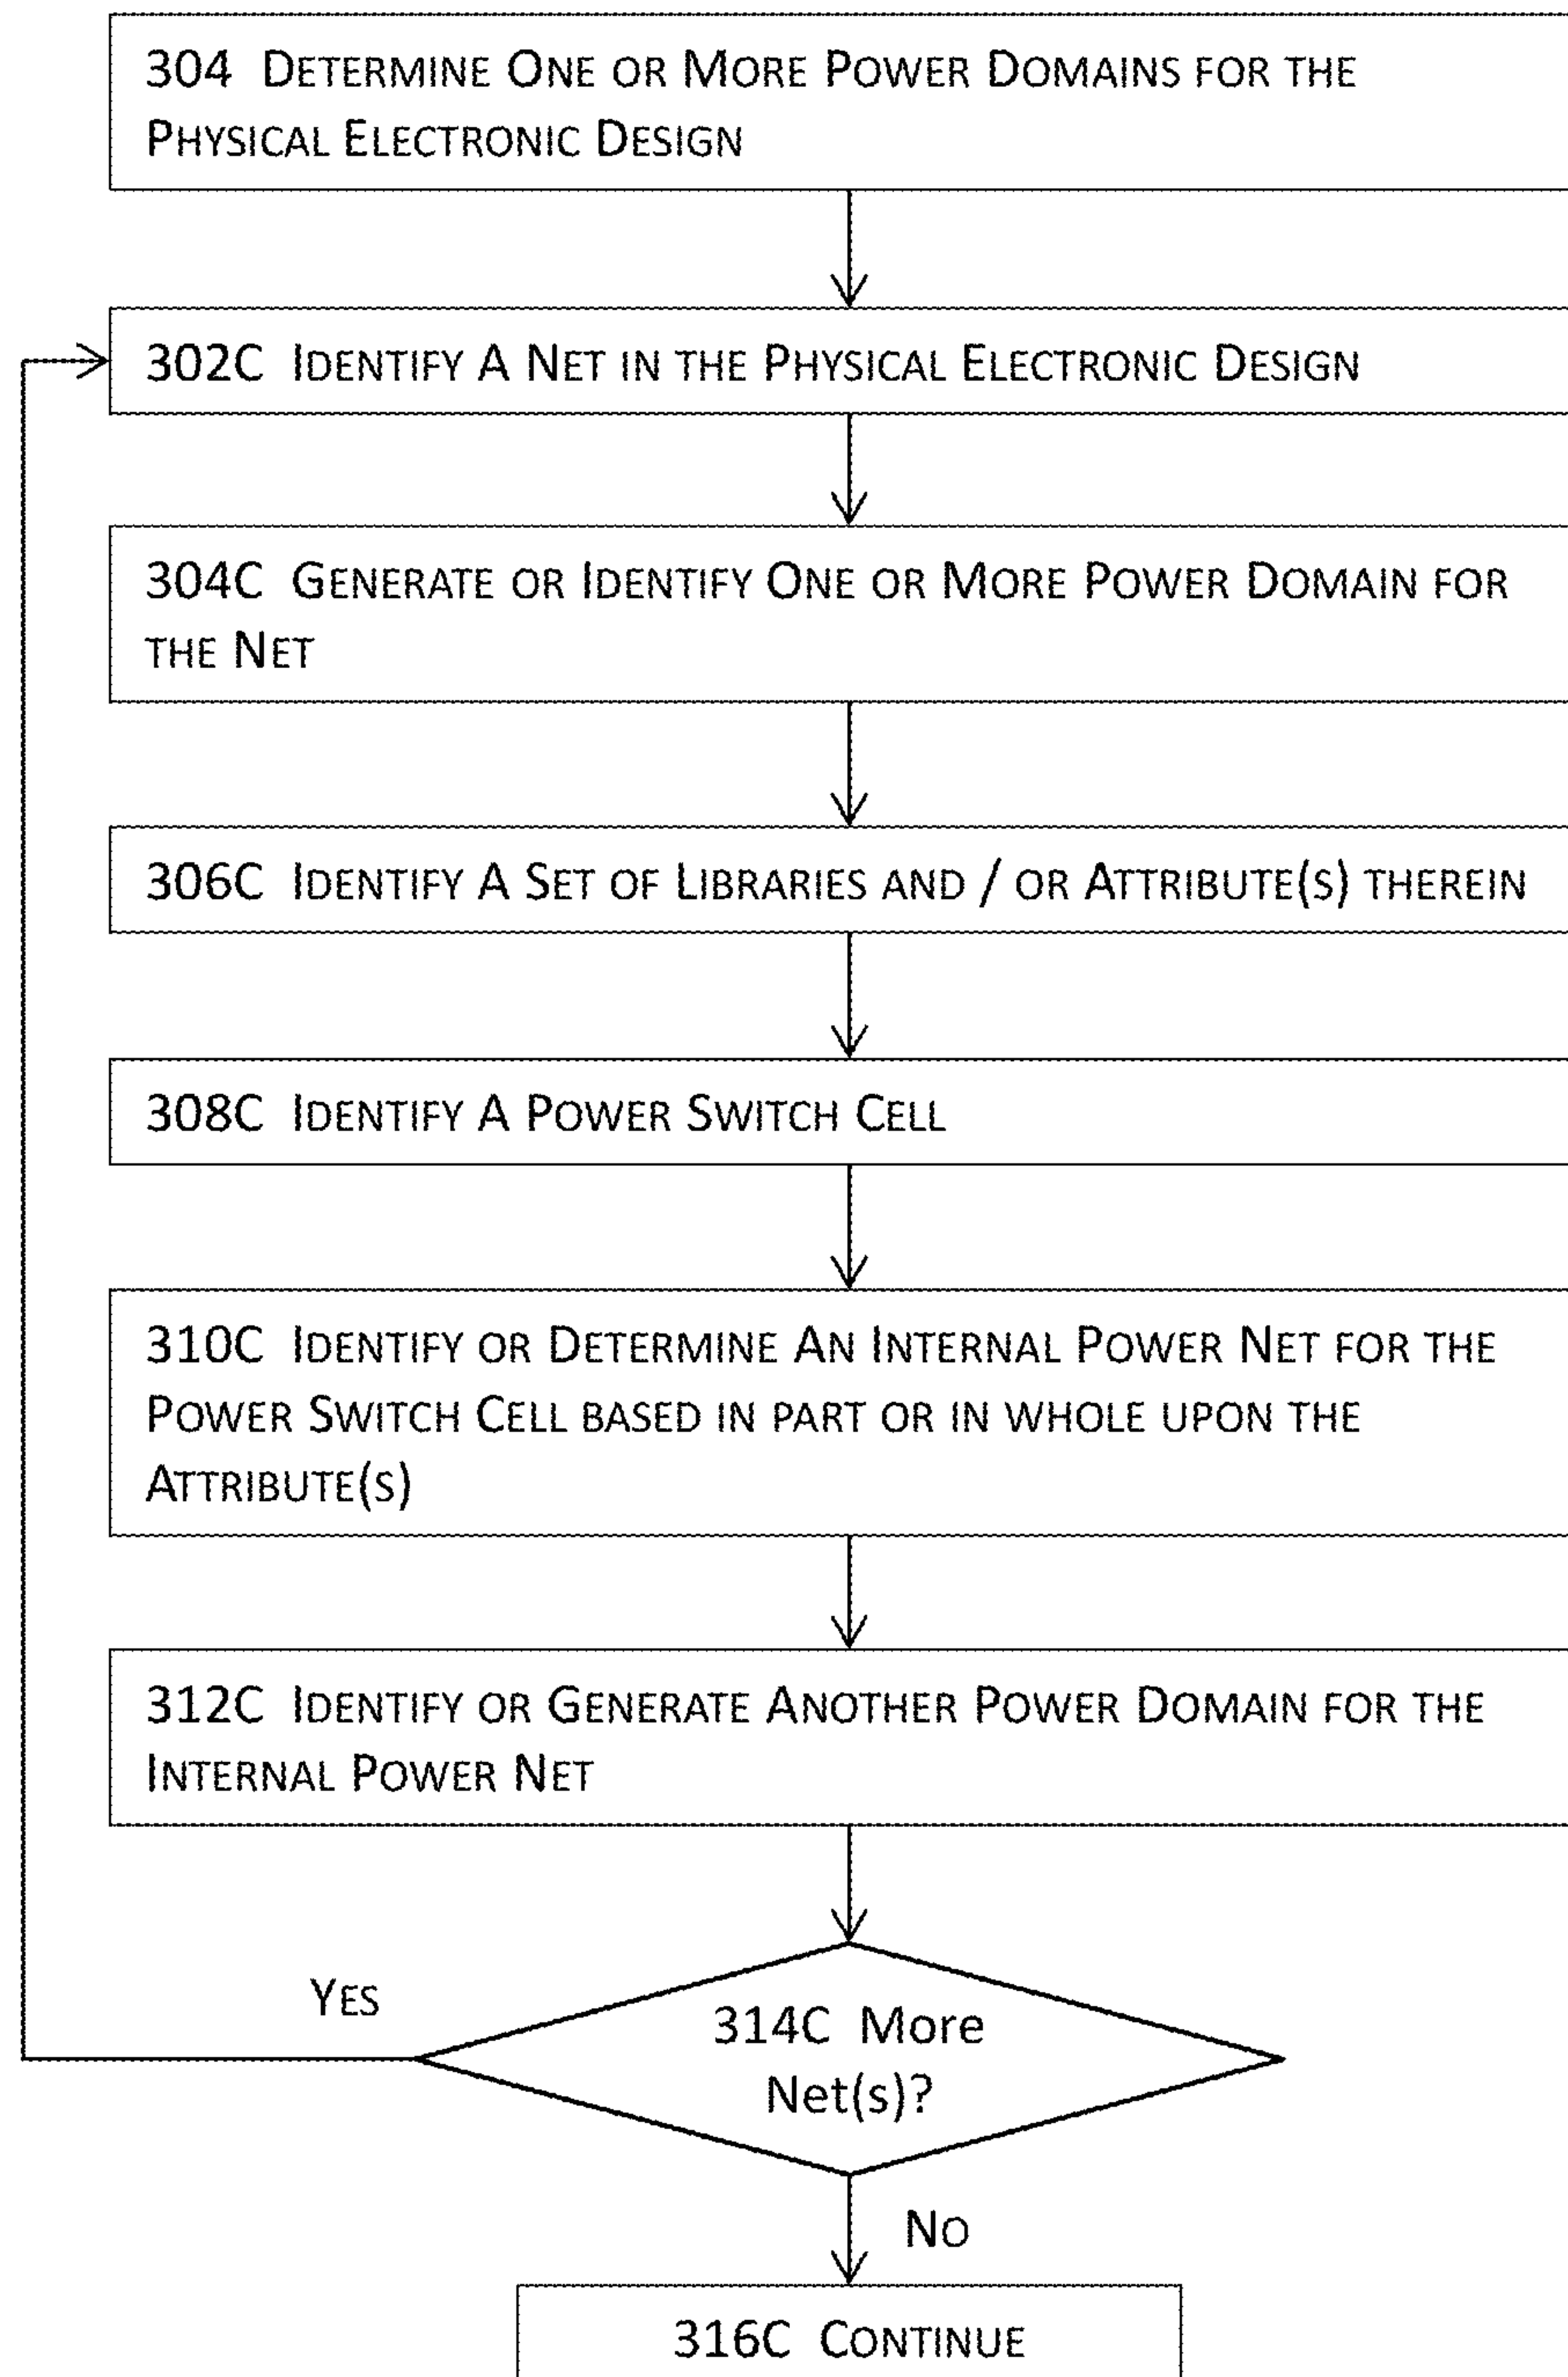 304 DETERMINE ONE OR MORE POWER DOMAINS FOR THE
PHYSICAL ELECTRONIC DESIGN
302C IDENTIFY A NET IN THE PHYSICAL ELECTRONIC DESIGN
304C GENERATE OR IDENTIFY ONE OR MORE POWER DOMAIN FOR
THE NET
306C IDENTIFY A SET OF LIBRARIES AND / OR ATTRIBUTE(S) THEREIN
308C IDENTIFY A POWER SWITCH CELL
310C IDENTIFY OR DETERMINE AN INTERNAL POWER NET FOR THE
POWER SWITCH CELL BASED IN PART OR IN WHOLE UPON THE
ATTRIBUTE(S)
312C IDENTIFY OR GENERATE ANOTHER POWER DOMAIN FOR THE
INTERNAL POWER NET
YES
314C More
Net(s)?
NO
316C CONTINUE